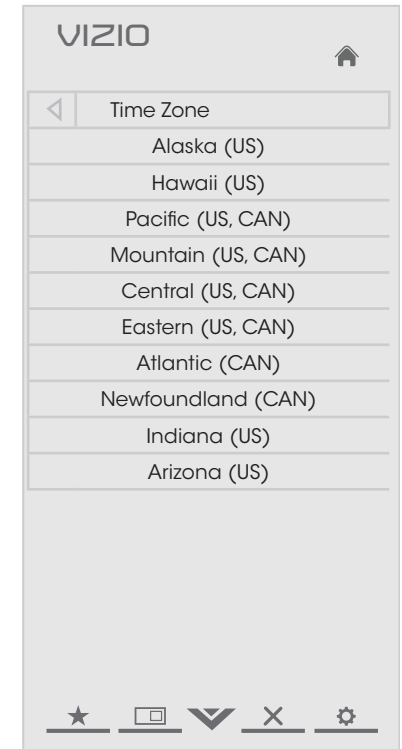 VIZIO
Time Zone
Alaska (US)
Hawaii (US)
Pacific (US, CAN)
Mountain (US, CAN)
Central (US, CAN)
Eastern (US, CAN)
Atlantic (CAN)
Newfoundland (CAN)
Indiana (US)
Arizona (US)